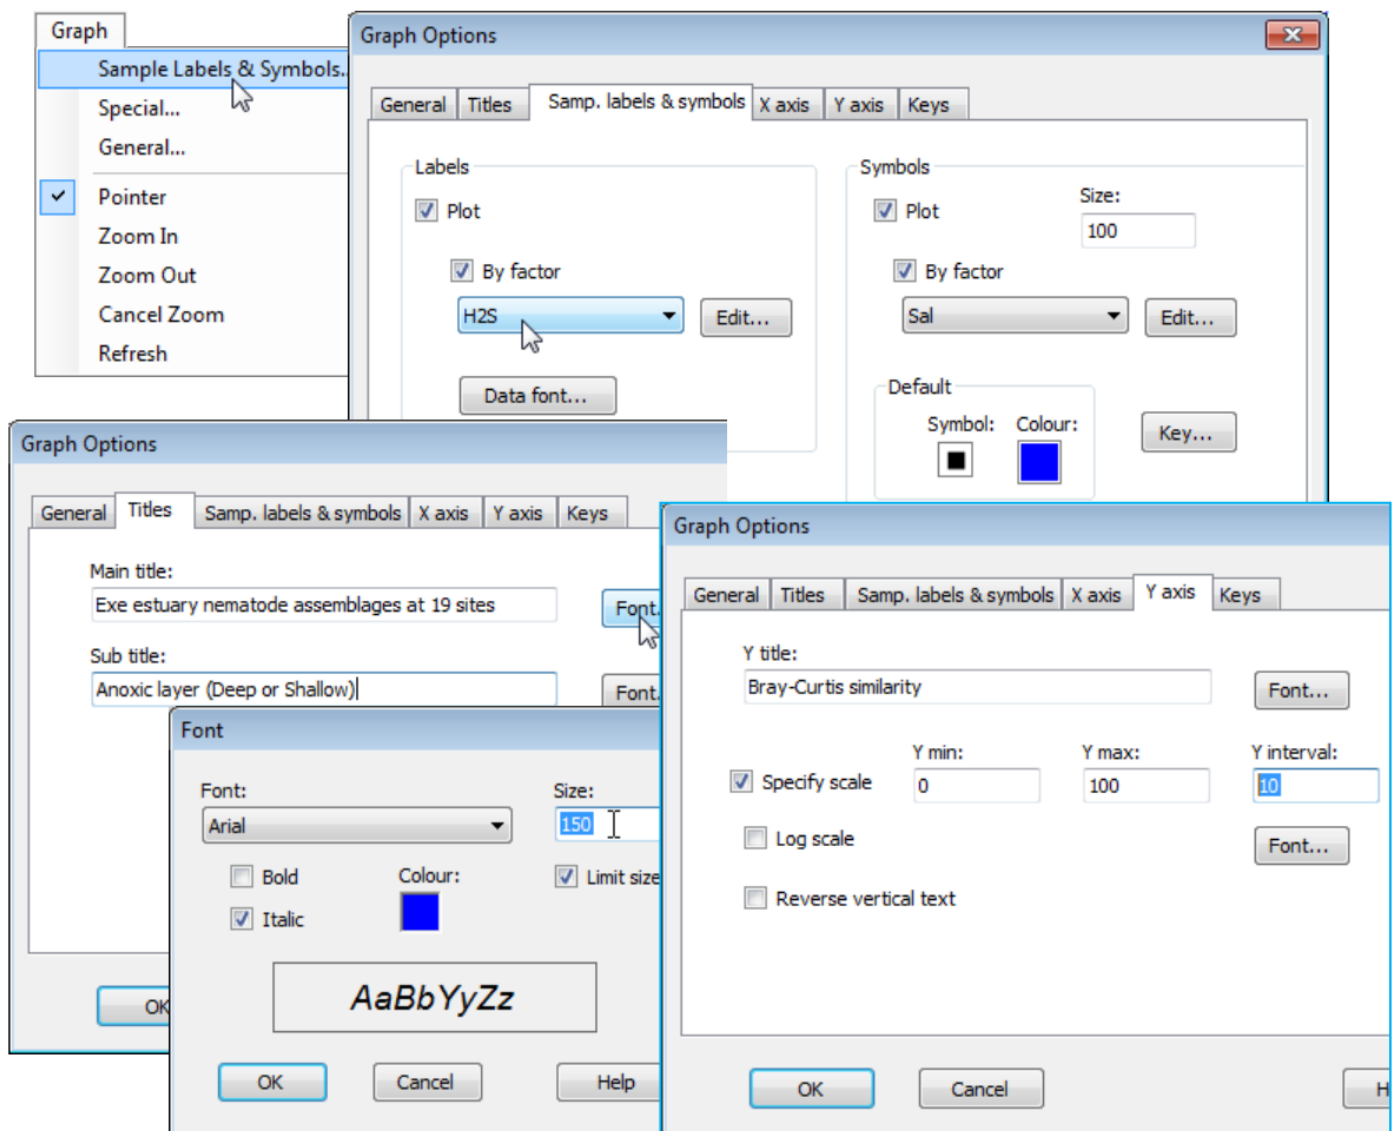 Graph
Sample Labels & Symbols..
Special...
General...
Pointer
Zoom In
Zoom Out
Cancel Zoom
Refresh
Graph Options
General Titles Samp. labels & symbols X axis Y axis Keys
Labels
Plot
By factor
H2S Edit...
Data font...
Symbols
Plot
Size:
100
By factor
Sal Edit...
Default
Symbol: Colour:
Key...
Graph Options
General Titles Samp. labels & symbols X axis Y axis Keys
Main title:
Exe estuary nematode assemblages at 19 sites Font.
Sub title:
Anoxic layer (Deep or Shallow) Font.
OK
Font
Font: Size:
Arial 150
Bold Colour: Limit size
Italic
AaBbYyZz
OK Cancel Help
Graph Options
General Titles Samp. labels & symbols X axis Y axis Keys
Y title:
Bray-Curtis similarity Font...
Y min: Y max: Y interval:
Specify scale 0 100 10
Log scale Font...
Reverse vertical text
OK Cancel H